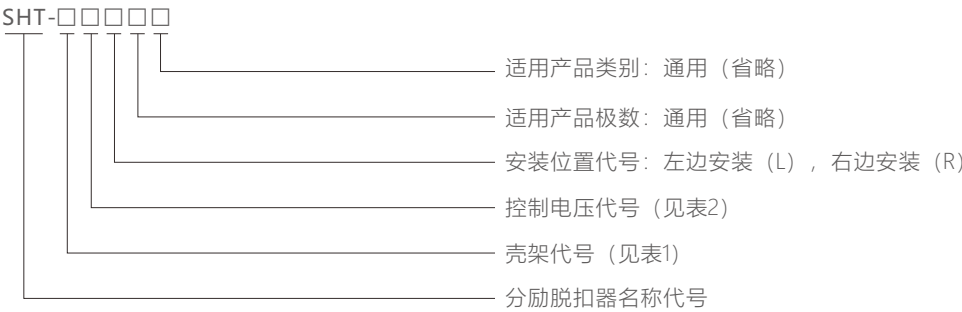 SHT-□□□□□
适用产品类别：通用（省略）
适用产品极数：通用（省略）
安装位置代号：左边安装（L），右边安装（R）
控制电压代号（见表2）
壳架代号（见表1）
分励脱扣器名称代号